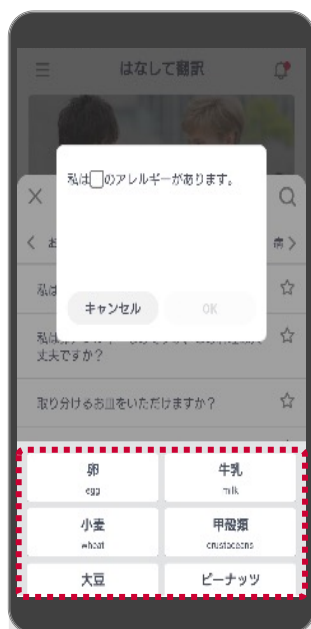 はなして翻訳
私は□のアレルギーがあります。
お
病
私は
キャンセル
OK
丈夫ですか？
取り分けるお皿をいただけますか？
卵
egg
牛乳
milk
小麦
wheat
甲殻類
crustaceans
大豆
ピーナッツ